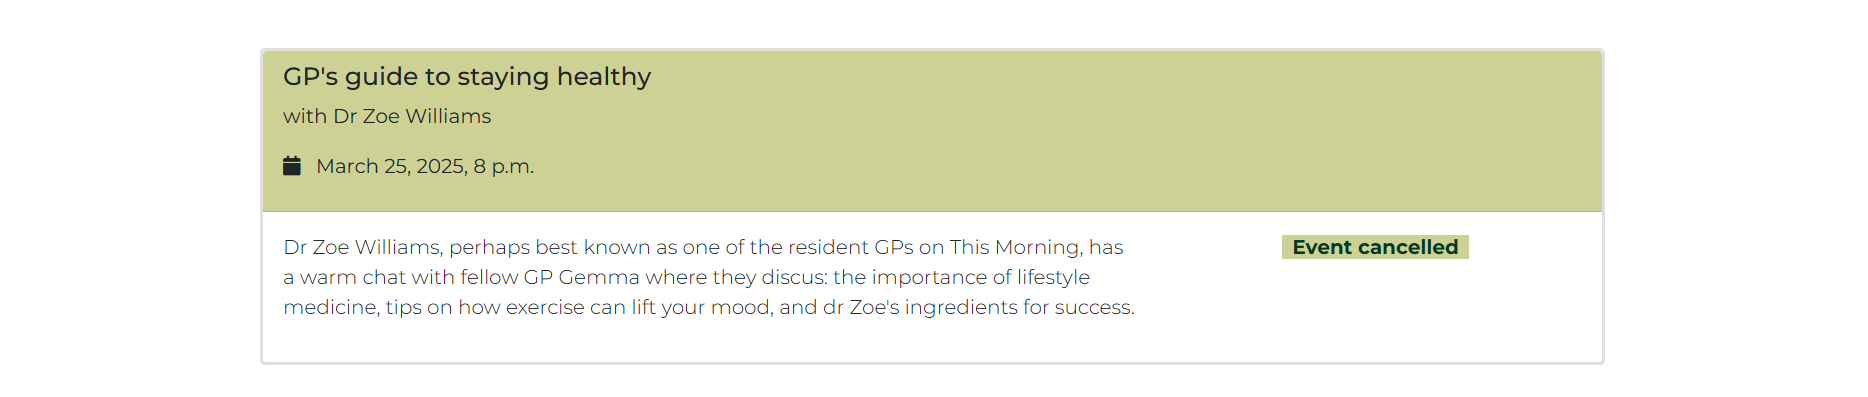 GP's guide to staying healthy
with Dr Zoe Williams
March 25, 2025, 8 p.m.
Dr Zoe Williams, perhaps best known as one of the resident GPs on This Morning, has
a warm chat with fellow GP Gemma where they discus: the importance of lifestyle
medicine, tips on how exercise can lift your mood, and dr Zoe's ingredients for success.
Event cancelled